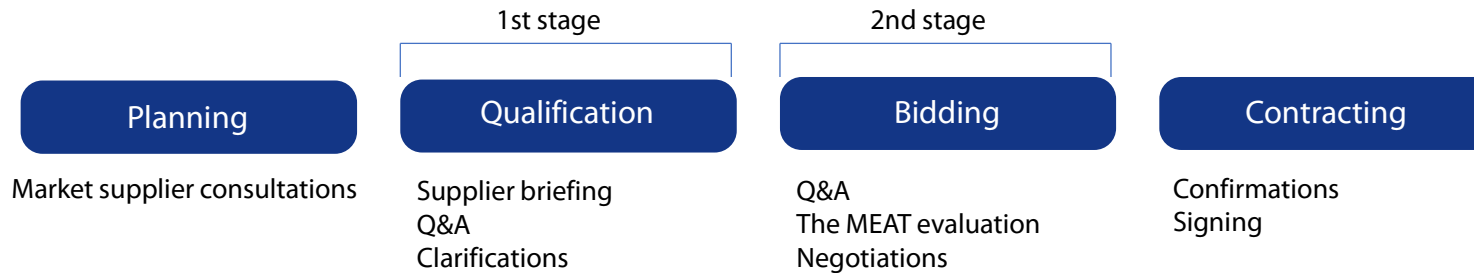 1st stage
2nd stage
Planning
Qualification
Bidding
Contracting
Market supplier consultations
Supplier briefing
Q&A
Clarifications
Q&A
The MEAT evaluation
Negotiations
Confirmations
Signing